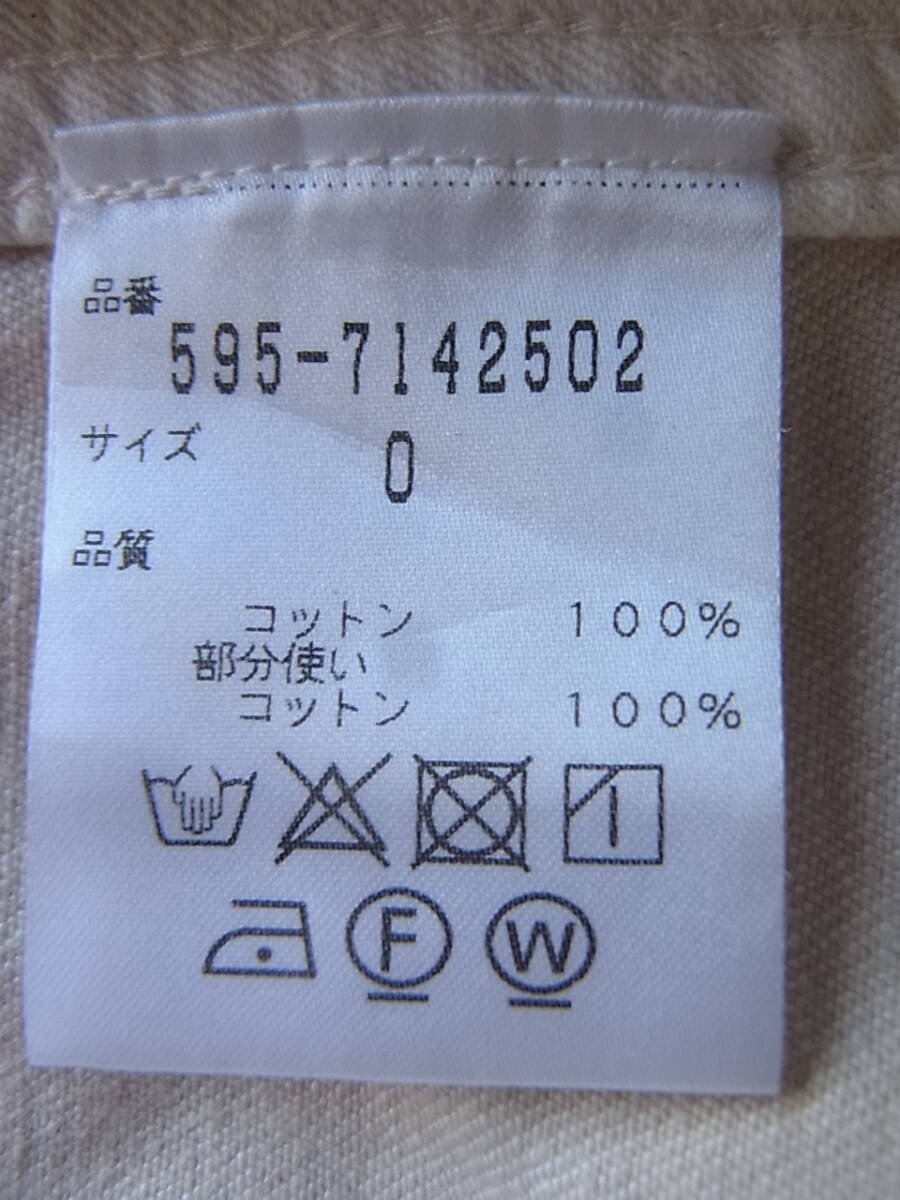 品番
595-7142502
サイズ 0
品質
コットン 100%
部分使い
コットン 100%
F W